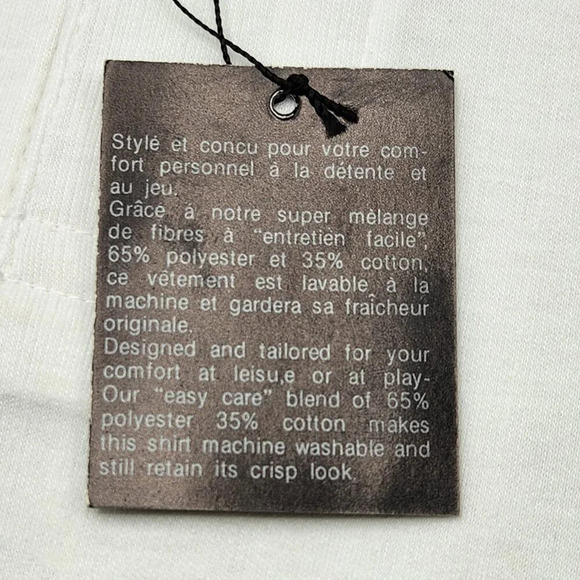 Stylé et concu pour votre com-
fort personnel à la détente et
au jeu.
Grâce à notre super mélange
de fibres à "entretien facile",
65% polyester et 35% cotton,
ce vêtement est lavable à la
machine et gardera sa fraîcheur
originale.
Designed and tailored for your
comfort at leisu,e or at play-
Our "easy care" blend of 65%
polyester 35% cotton makes
this shirt machine washable and
still retain its crisp look.